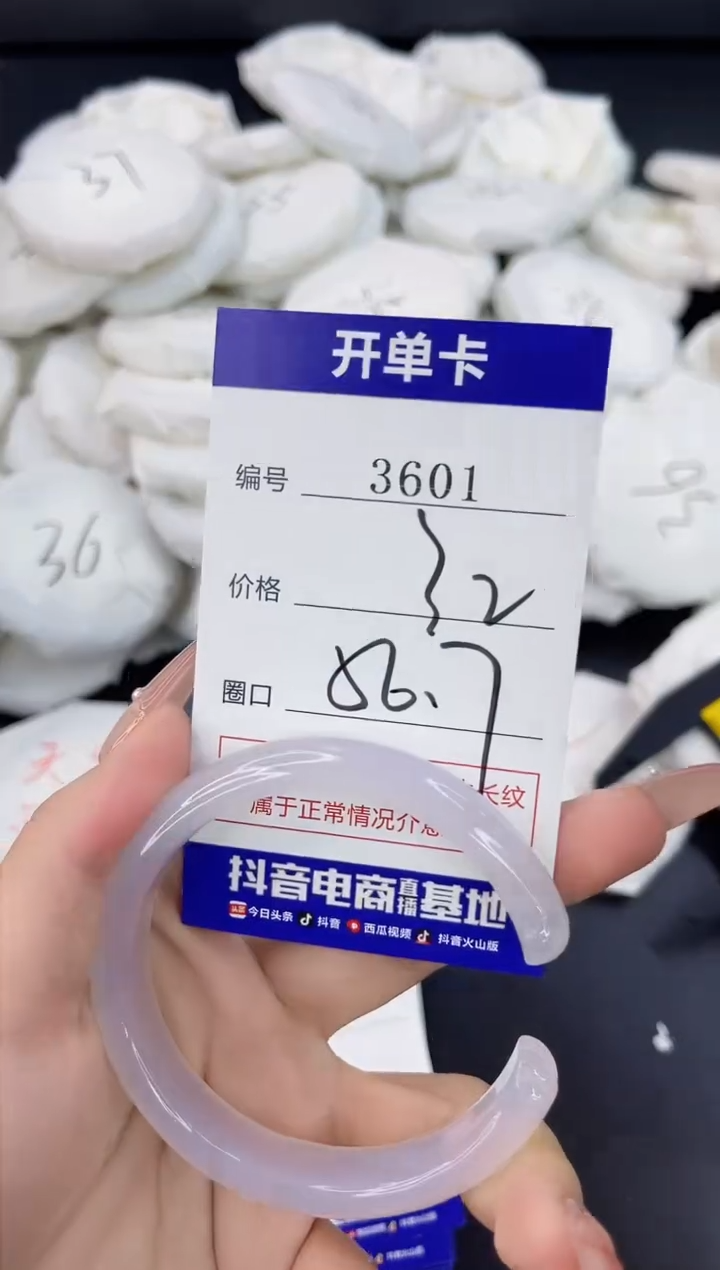 37
开单卡
编号 3601
价格 32
圈口 56.7
36
长纹
属于正常情况介意
抖音电商直播基地
今日头条 抖音 西瓜视频 抖音火山版